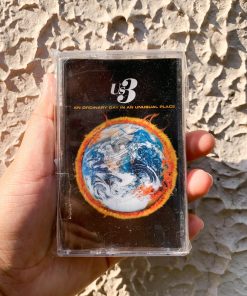 Us3
AN ORDINARY DAY IN AN UNUSUAL PLACE